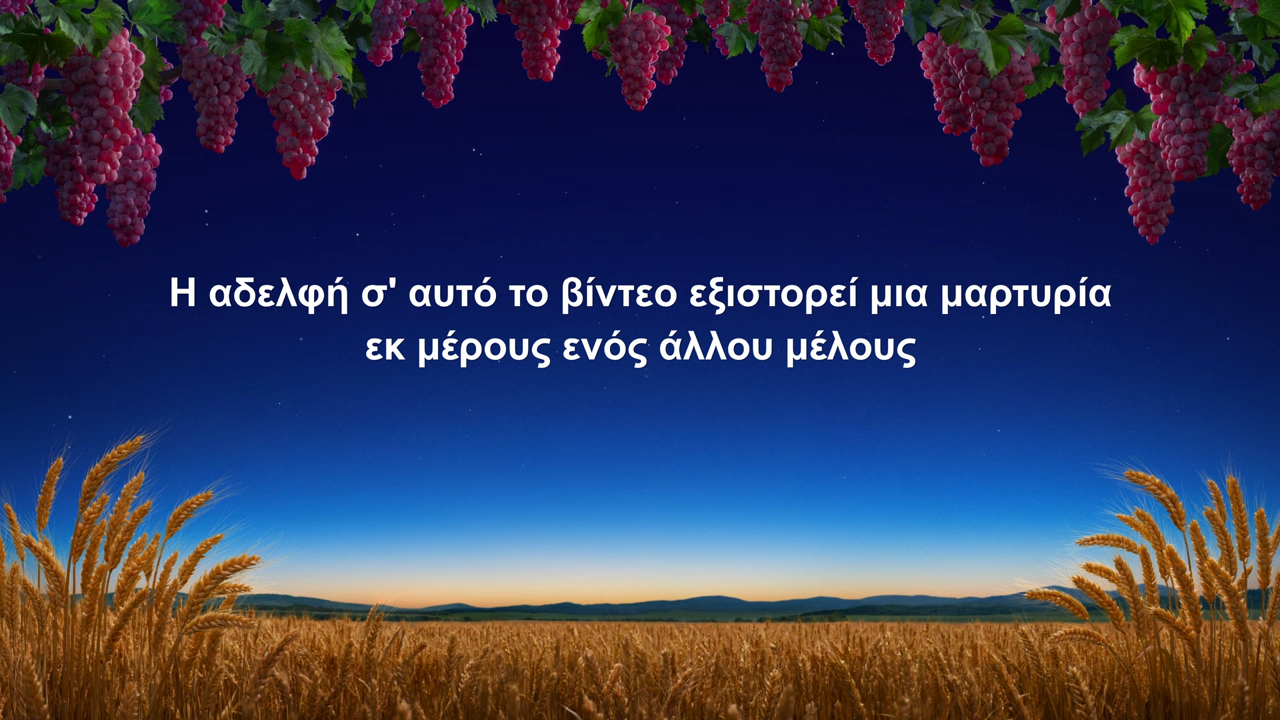 Η αδελφή σ' αυτό το βίντεο εξιστορεί μια μαρτυρία
εκ μέρους ενός άλλου μέλους